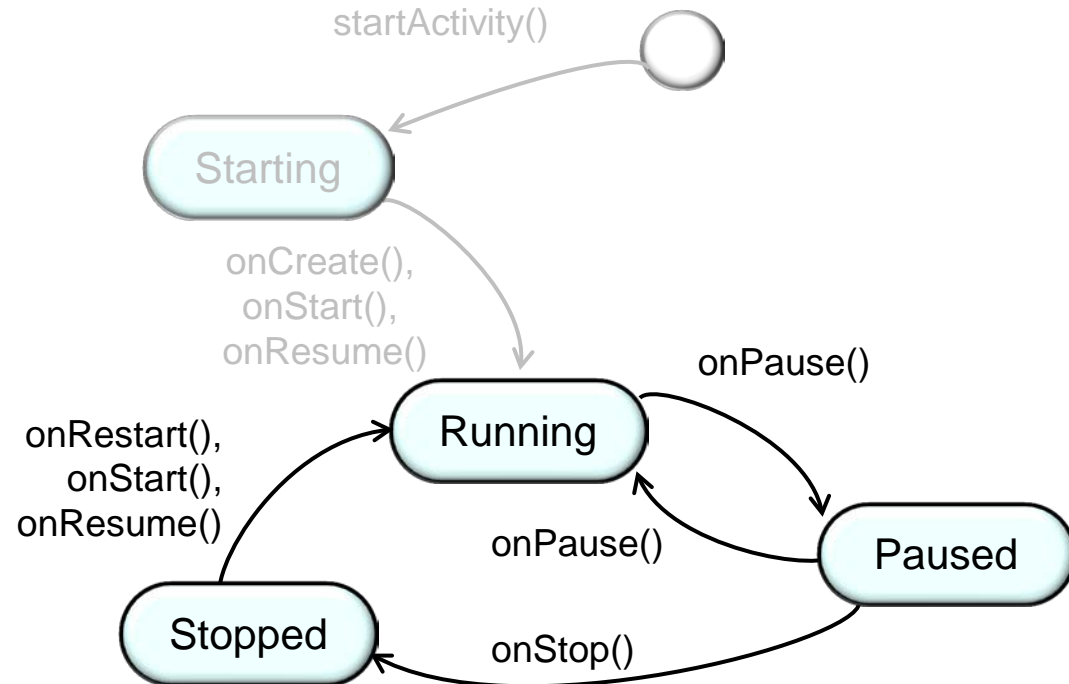 startActivity()
Starting
onCreate(),
onStart(),
onResume()
onPause()
Running
onRestart(),
onStart(),
onResume()
onPause()
Paused
Stopped
onStop()